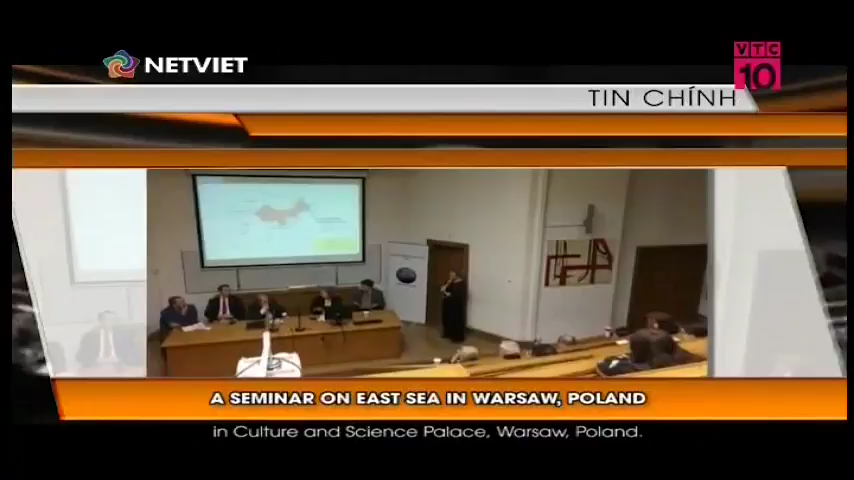 NETVIET
VTC
10
TIN CHÍNH
A SEMINAR ON EAST SEA IN WARSAW, POLAND
in Culture and Science Palace, Warsaw, Poland.